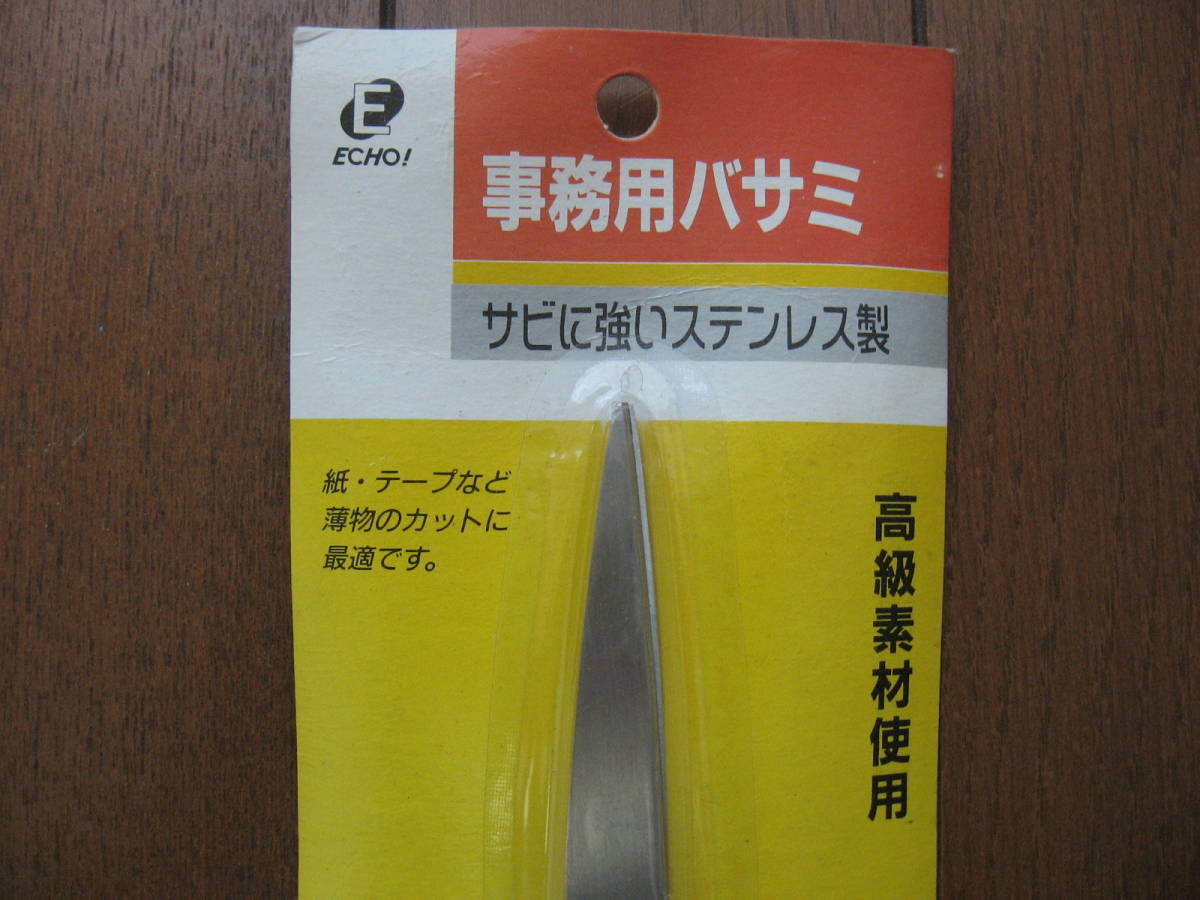 E
ECHO!
事務用バサミ
サビに強いステンレス製
紙・テープなど
薄物のカットに
最適です。
高級素材使用